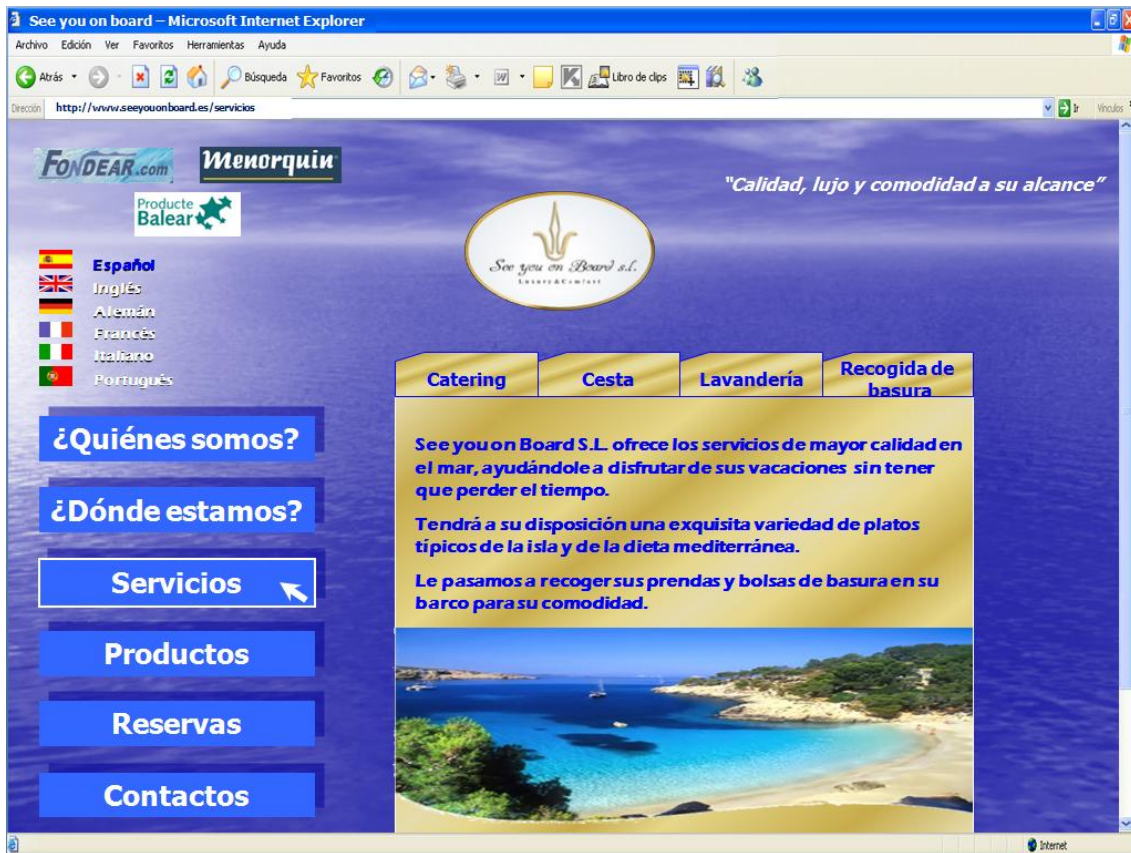 See you on board – Microsoft Internet Explorer
Archivo Edición Ver Favoritos Herramientas Ayuda
Atrás Búsqueda Favoritos Libro de clips
Dirección http://www.seeyouonboard.es/servicios Ir Vínculos
FONDEAR.com Menorquin
"Calidad, lujo y comodidad a su alcance"
Producte
Balear
See you on Board s.l.
Luxury & Comfort
Español
Inglés
Alemán
Francés
Italiano
Portugués
Catering Cesta Lavandería Recogida de
basura
¿Quiénes somos?
¿Dónde estamos?
Servicios
Productos
Reservas
Contactos
See you on Board S.L. ofrece los servicios de mayor calidad en
el mar, ayudándole a disfrutar de sus vacaciones sin tener
que perder el tiempo.
Tendrá a su disposición una exquisita variedad de platos
típicos de la isla y de la dieta mediterránea.
Le pasamos a recoger sus prendas y bolsas de basura en su
barco para su comodidad.
Internet